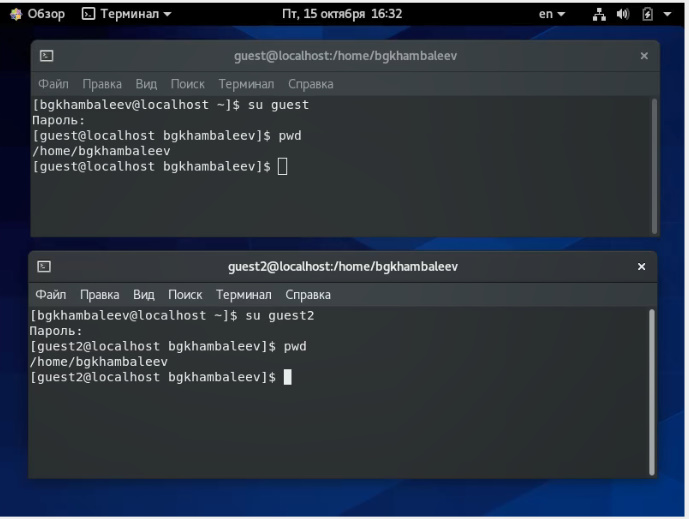 Обзор Терминал Пт, 15 октября 16:32 en
guest@localhost:/home/bgkhambaleev
Файл Правка Вид Поиск Терминал Справка
[bgkhambaleev@localhost ~]$ su guest
Пароль:
[guest@localhost bgkhambaleev]$ pwd
/home/bgkhambaleev
[guest@localhost bgkhambaleev]$
guest2@localhost:/home/bgkhambaleev
Файл Правка Вид Поиск Терминал Справка
[bgkhambaleev@localhost ~]$ su guest2
Пароль:
[guest2@localhost bgkhambaleev]$ pwd
/home/bgkhambaleev
[guest2@localhost bgkhambaleev]$